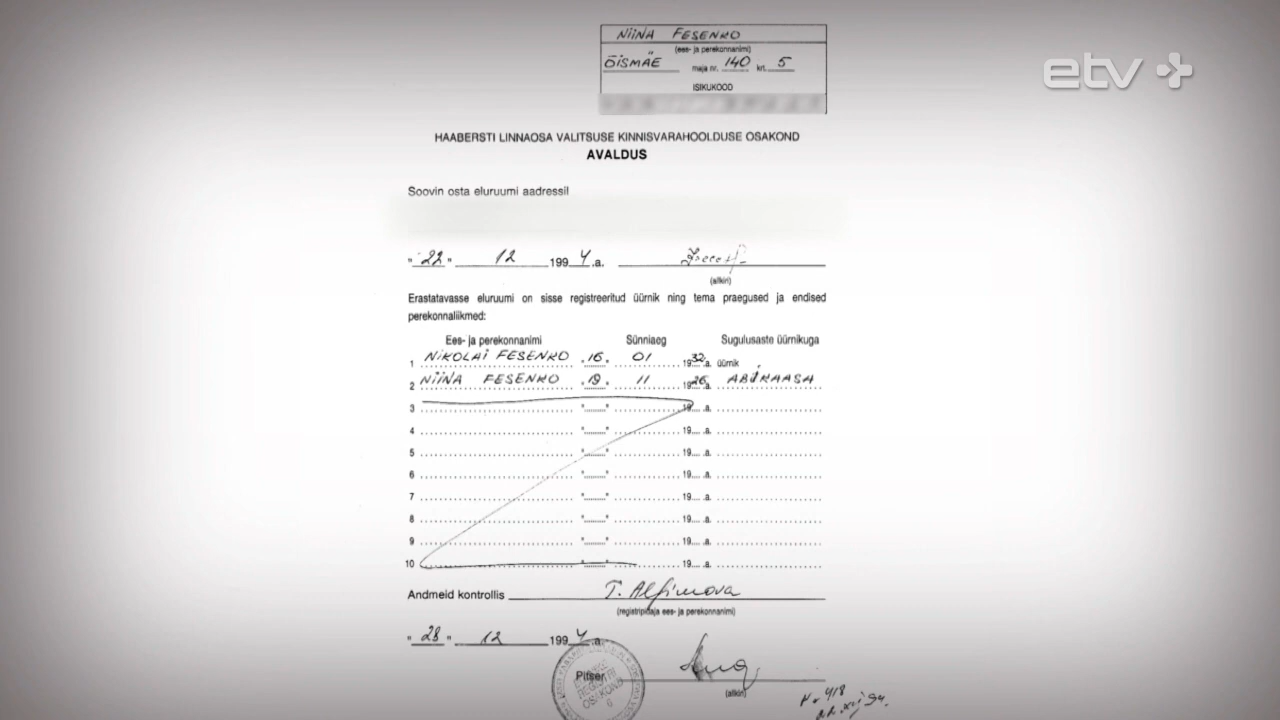 NIINA FESENKO
(ees- ja perekonnanimi)
etv+
ÕISMÄE maja nr. 140 krt. 5
ISIKUKOOD
HAABERSTI LINNAOSA VALITSUSE KINNISVARAHOOLDUSE OSAKOND
AVALDUS
Soovin osta eluruumi aadressil
"22" 12 1994.a.
(allkiri)
Erastatavasse eluruumi on sisse registreeritud üürnik ning tema praegused ja endised
perekonnaliikmed:
Ees- ja perekonnanimi Sünniaeg Sugulusaste üürnikuga
1 NIKOLAI FESENKO "16" 01 1932.a. üürnik
2 NIINA FESENKO "19" 11 1926.a. ABIKAASA
3 "......" 19.....a.
4 "......" 19.....a.
5 "......" 19.....a.
6 "......" 19.....a.
7 "......" 19.....a.
8 "......" 19.....a.
9 "......" 19.....a.
10 "......" 19.....a.
Andmeid kontrollis T. Alfimova
(registripidaja ees- ja perekonnanimi)
"28" 12 1994.a.
Pitser
REGISTRI
OSAKOND
(allkiri)